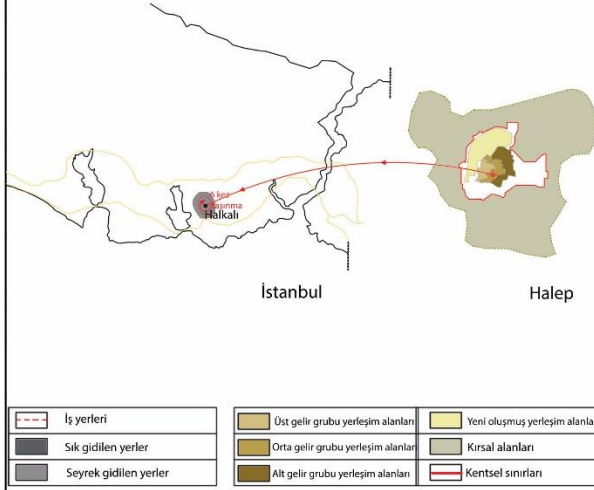 6 kez
taşınma
Halkalı
İstanbul
Halep
İş yerleri
Sık gidilen yerler
Seyrek gidilen yerler
Üst gelir grubu yerleşim alanları
Orta gelir grubu yerleşim alanları
Alt gelir grubu yerleşim alanları
Yeni oluşmuş yerleşim alanla
Kırsal alanları
Kentsel sınırları